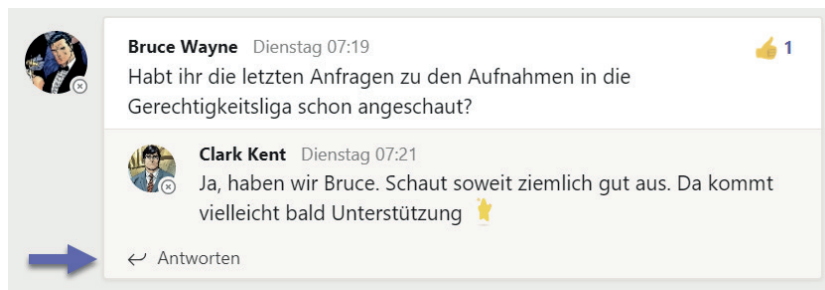 Bruce Wayne Dienstag 07:19 1
Habt ihr die letzten Anfragen zu den Aufnahmen in die
Gerechtigkeitsliga schon angeschaut?
Clark Kent Dienstag 07:21
Ja, haben wir Bruce. Schaut soweit ziemlich gut aus. Da kommt
vielleicht bald Unterstützung
Antworten